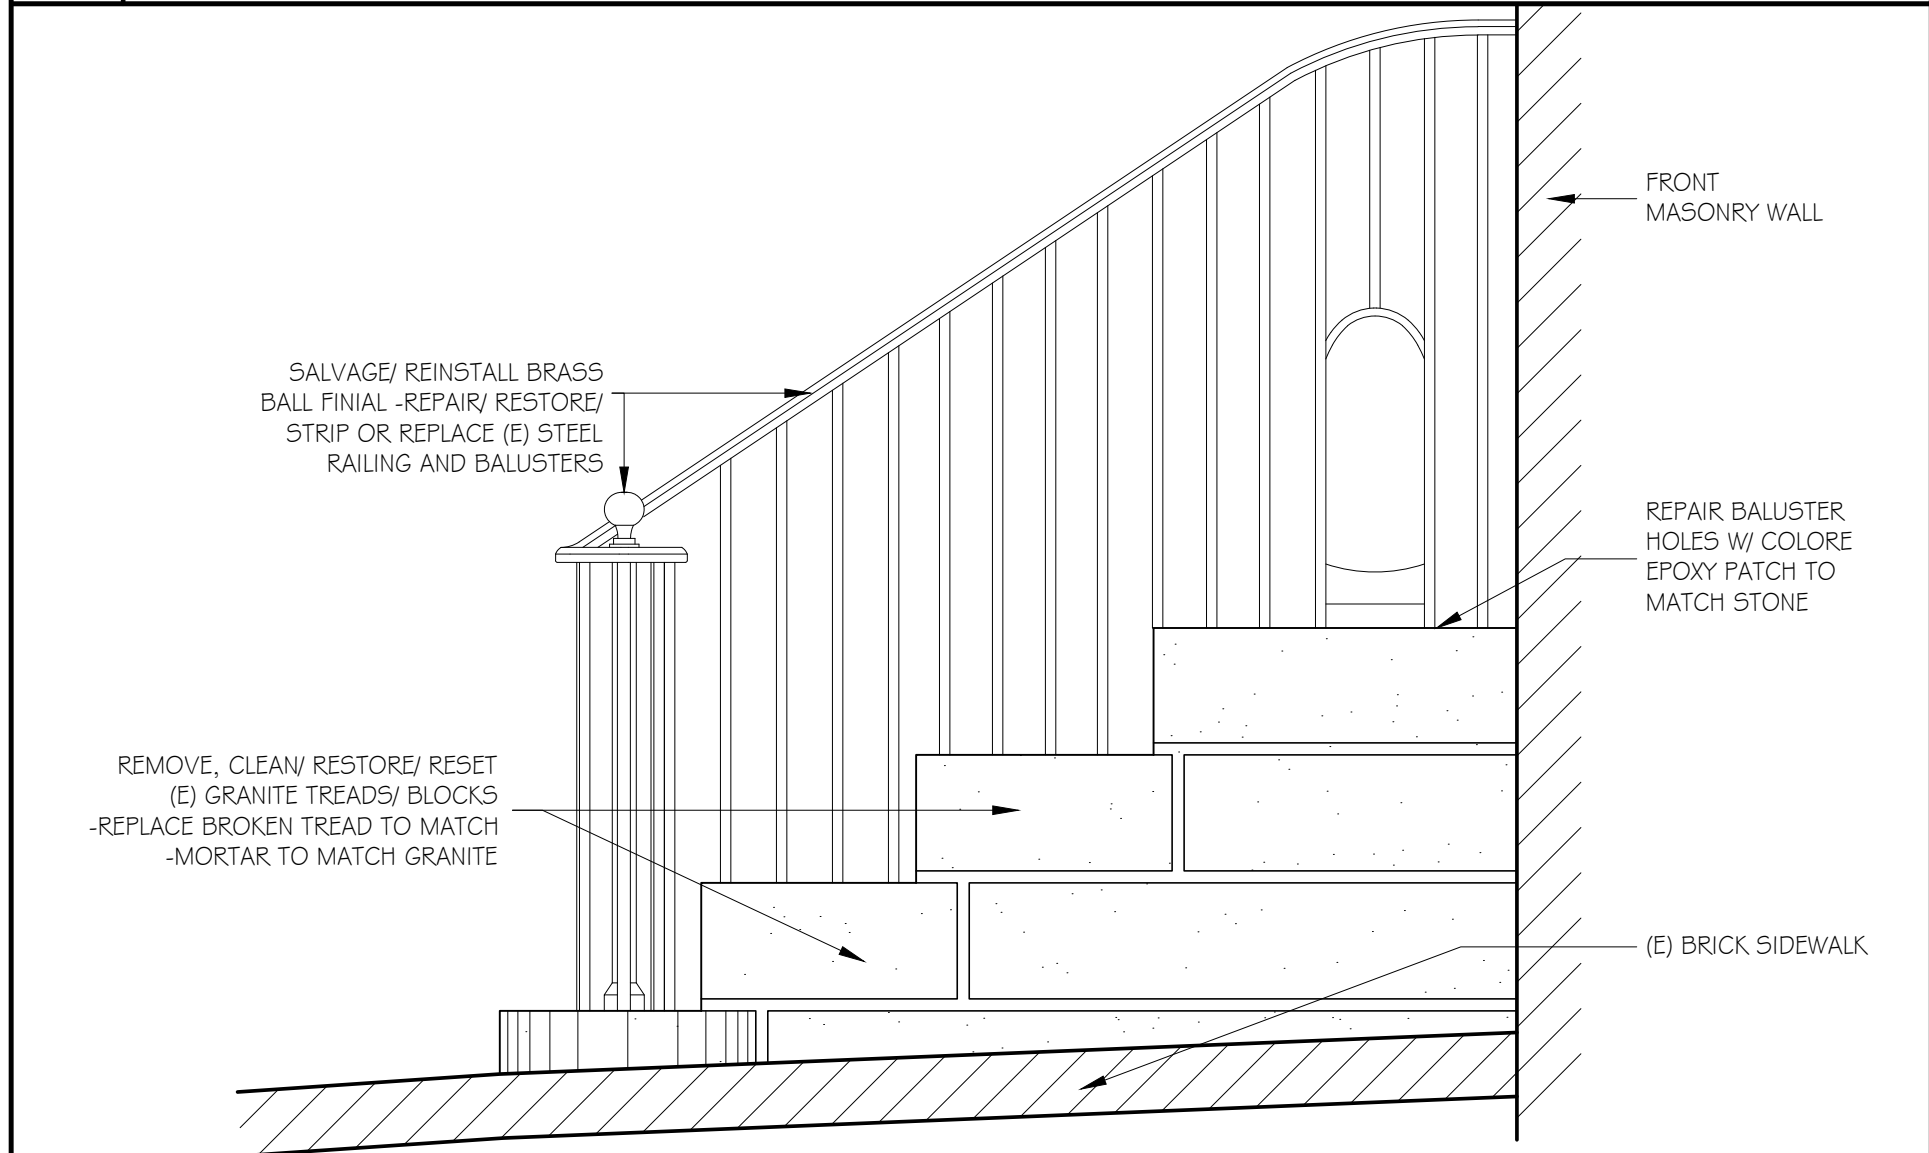 FRONT
MASONRY WALL
SALVAGE/ REINSTALL BRASS
BALL FINIAL -REPAIR/ RESTORE/
STRIP OR REPLACE (E) STEEL
RAILING AND BALUSTERS
REPAIR BALUSTER
HOLES W/ COLORE
EPOXY PATCH TO
MATCH STONE
REMOVE, CLEAN/ RESTORE/ RESET
(E) GRANITE TREADS/ BLOCKS
-REPLACE BROKEN TREAD TO MATCH
-MORTAR TO MATCH GRANITE
(E) BRICK SIDEWALK